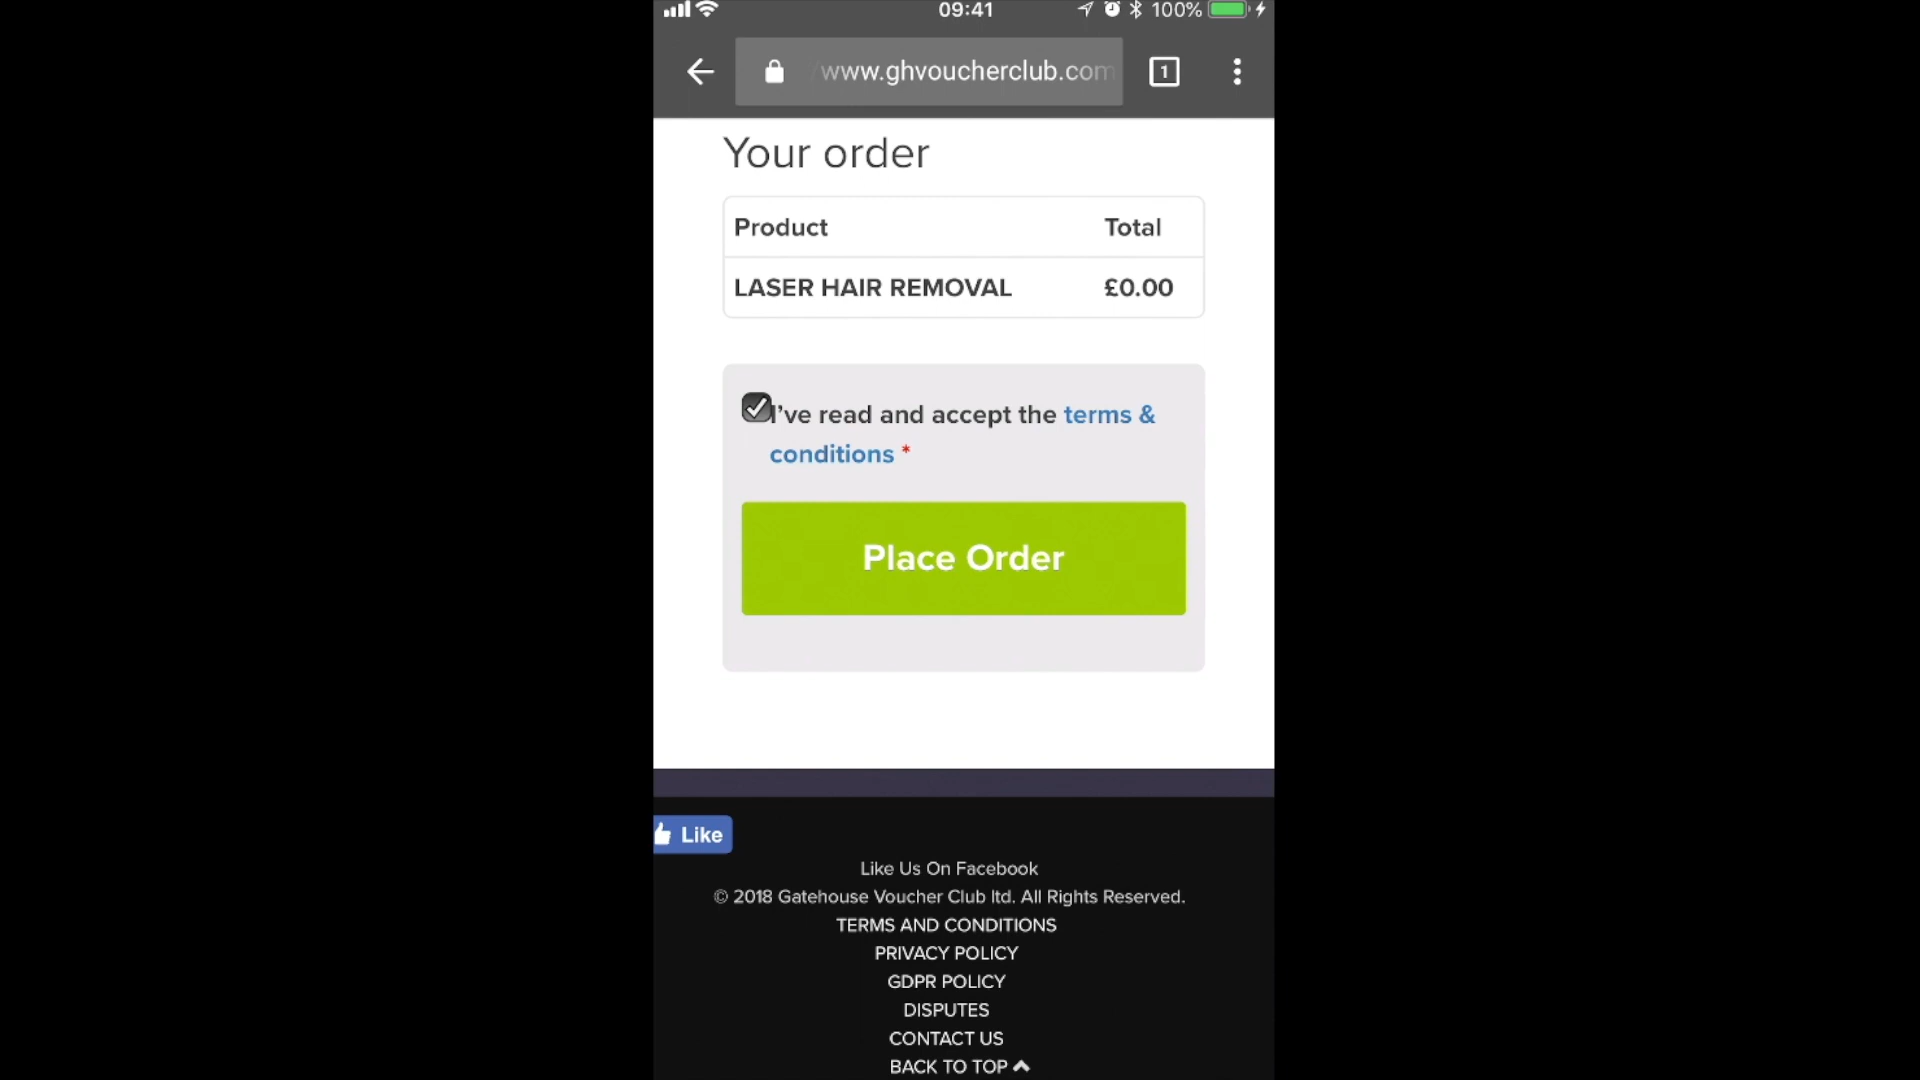 09:41
100%
www.ghvoucherclub.com
1
Your order
Product Total
LASER HAIR REMOVAL £0.00
I've read and accept the terms &
conditions *
Place Order
Like
Like Us On Facebook
© 2018 Gatehouse Voucher Club ltd. All Rights Reserved.
TERMS AND CONDITIONS
PRIVACY POLICY
GDPR POLICY
DISPUTES
CONTACT US
BACK TO TOP